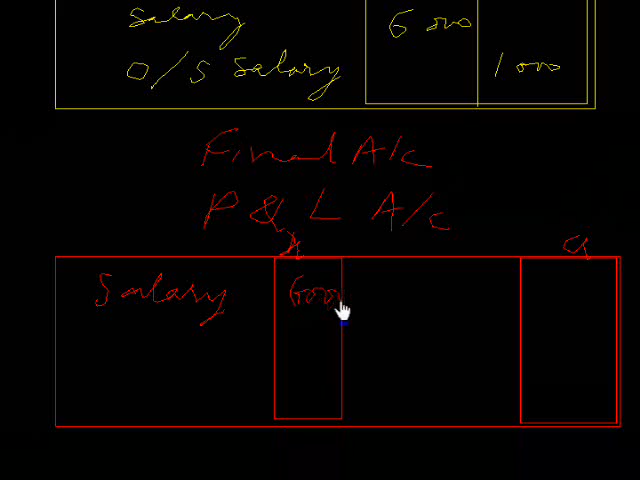 Salary 6000
O/S Salary 1000
Final A/c
P & L A/c
Dr Cr
Salary 6000